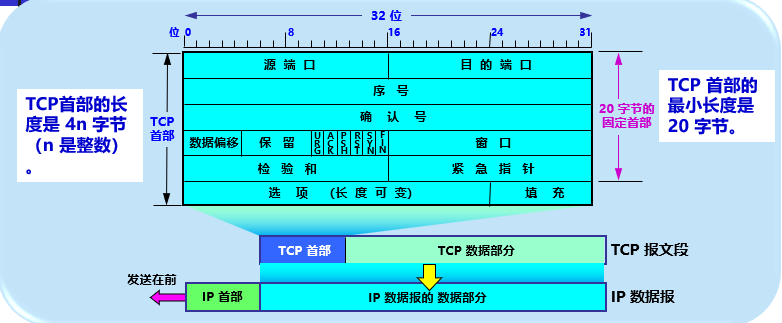 32 位
位 0 8 16 24 31
源 端 口 目 的 端 口
序 号
确 认 号
数据偏移 保 留 URG ACK PSH RST SYN FIN 窗 口
检 验 和 紧 急 指 针
选 项 (长 度 可 变) 填 充
TCP首部的长
度是 4n 字节
（n 是整数）
。
TCP
首部
20 字节的
固定首部
TCP 首部的
最小长度是
20 字节。
TCP 首部 TCP 数据部分 TCP 报文段
发送在前
IP 首部 IP 数据报的 数据部分 IP 数据报